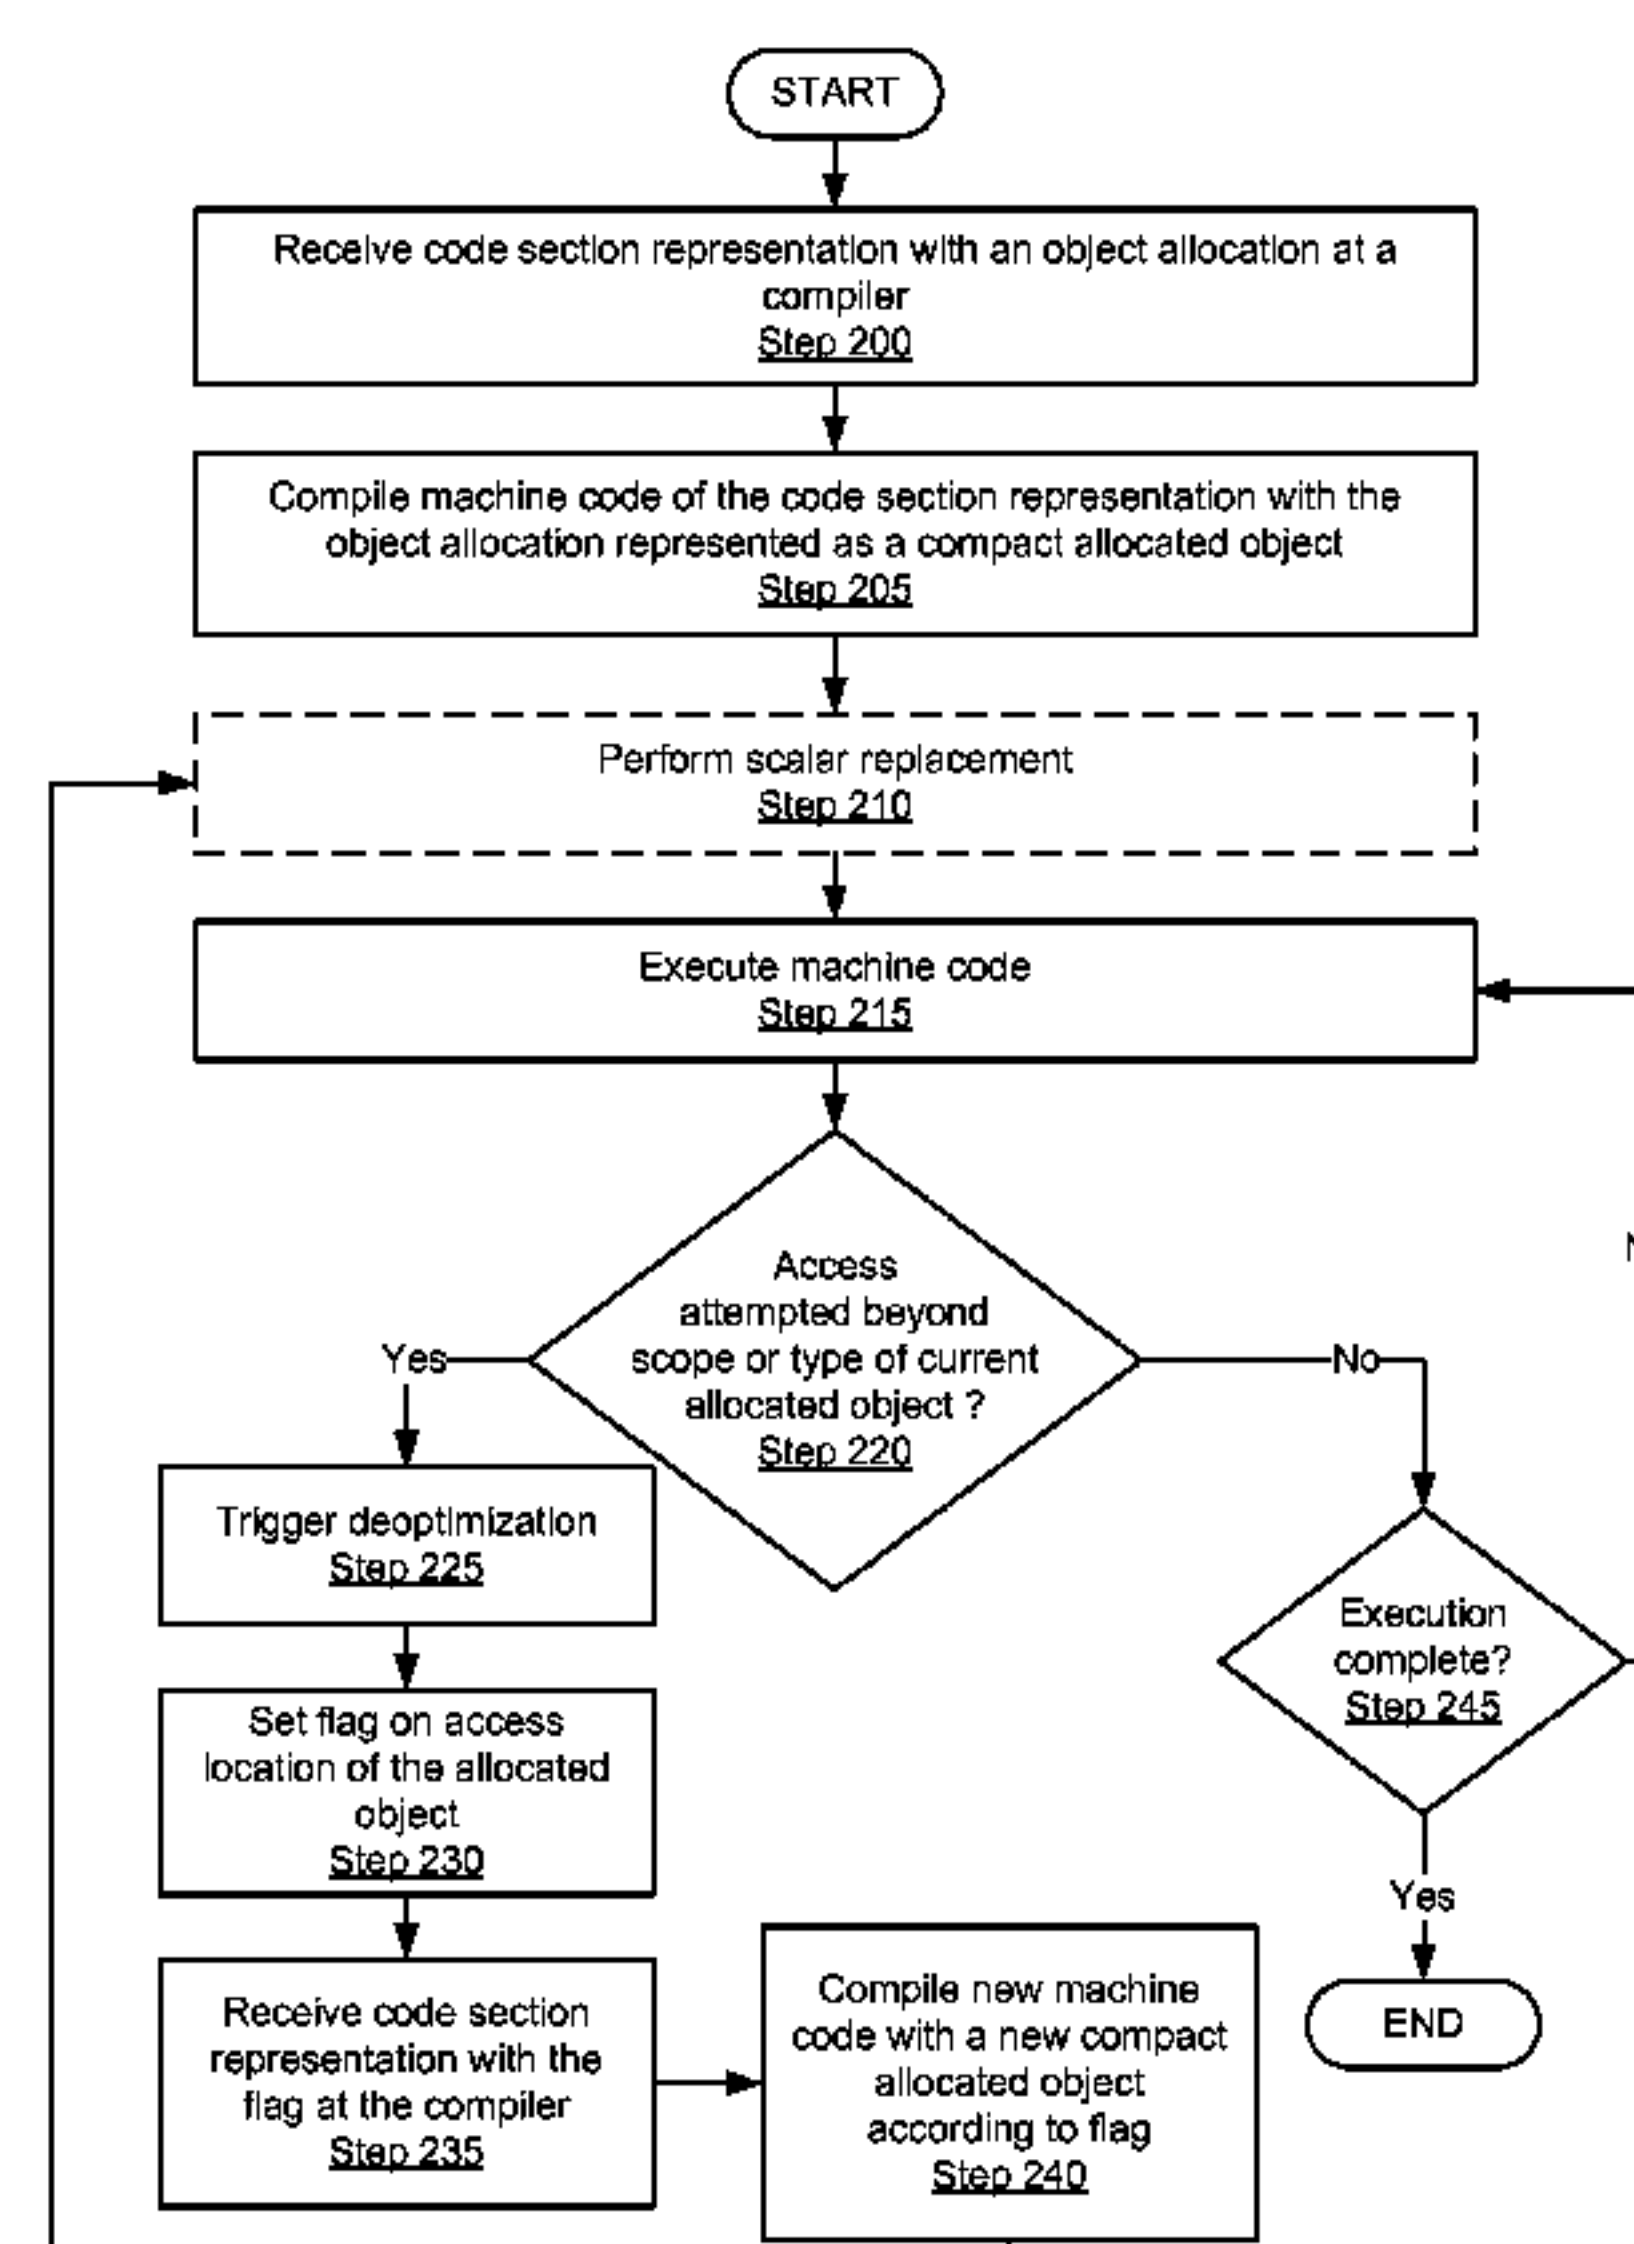 START
Receive code section representation with an object allocation at a
compiler
Step 200
Compile machine code of the code section representation with the
object allocation represented as a compact allocated object
Step 205
Perform scalar replacement
Step 210
Execute machine code
Step 215
Access
attempted beyond
scope or type of current
allocated object ?
Step 220
Yes
No
Trigger deoptimization
Step 225
Set flag on access
location of the allocated
object
Step 230
Execution
complete?
Step 245
Yes
END
Receive code section
representation with the
flag at the compiler
Step 235
Compile new machine
code with a new compact
allocated object
according to flag
Step 240